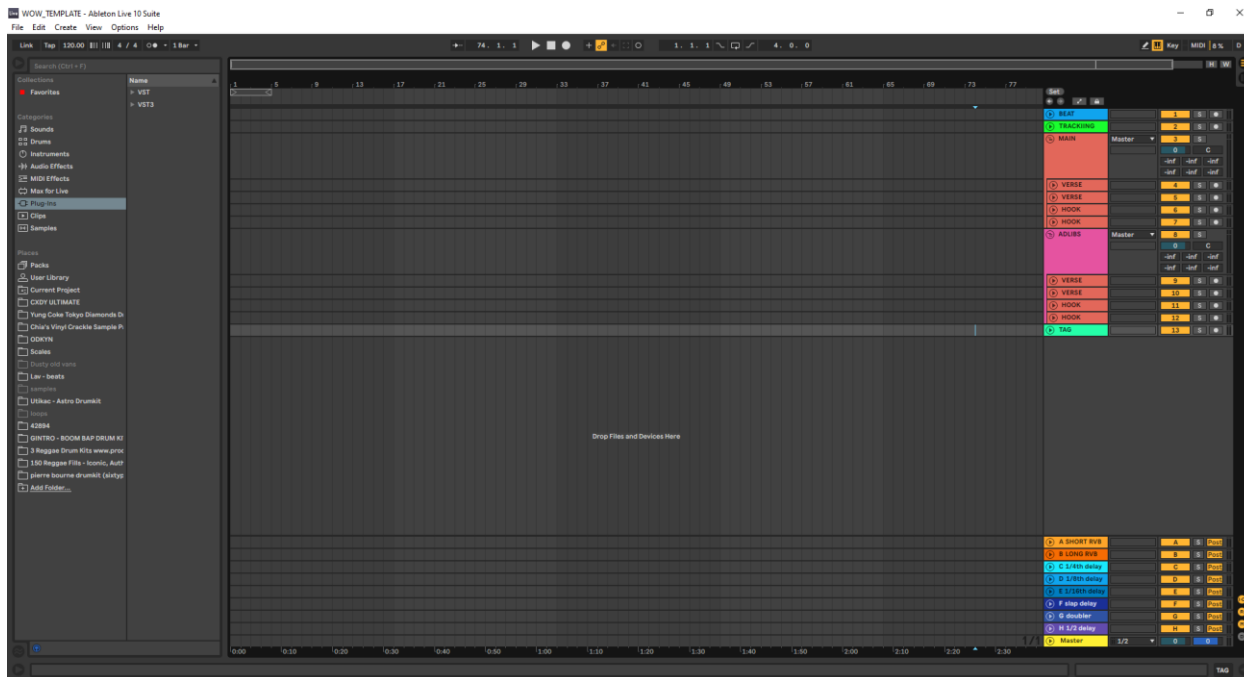 WOW_TEMPLATE - Ableton Live 10 Suite
File Edit Create View Options Help
Link Tap 120.00 4 / 4 1 Bar 74. 1. 1 1. 1. 1 4. 0. 0 Key MIDI 8 % D
Search (Ctrl + F)
H W
Collections
Favorites
Categories
Sounds
Drums
Instruments
Audio Effects
MIDI Effects
Max for Live
Plug-ins
Clips
Samples
Places
Packs
User Library
Current Project
CXDY ULTIMATE
Yung Coke Tokyo Diamonds Dr
Chia's Vinyl Crackle Sample P
ODKYN
Scales
Dusty old vans
Lav - beats
samples
Utikac - Astro Drumkit
loops
42894
GINTRO - BOOM BAP DRUM KI
3 Reggae Drum Kits www.proc
150 Reggae Fills - Iconic, Auth
pierre bourne drumkit (sixtyp
Add Folder...
Name
VST
VST3
1 5 9 13 17 21 25 29 33 37 41 45 49 53 57 61 65 69 73 77
Set
BEAT 1 S
TRACKIING 2 S
MAIN Master 3 S
0 C
-inf -inf -inf
-inf -inf -inf
VERSE 4 S
VERSE 5 S
HOOK 6 S
HOOK 7 S
ADLIBS Master 8 S
0 C
-inf -inf -inf
-inf -inf -inf
VERSE 9 S
VERSE 10 S
HOOK 11 S
HOOK 12 S
TAG 13 S
Drop Files and Devices Here
A SHORT RVB A S Post
B LONG RVB B S Post
C 1/4th delay C S Post
D 1/8th delay D S Post
E 1/16th delay E S Post
F slap delay F S Post
G doubler G S Post
H 1/2 delay H S Post
1/1 Master 1/2 0 0
0:00 0:10 0:20 0:30 0:40 0:50 1:00 1:10 1:20 1:30 1:40 1:50 2:00 2:10 2:20 2:30
TAG